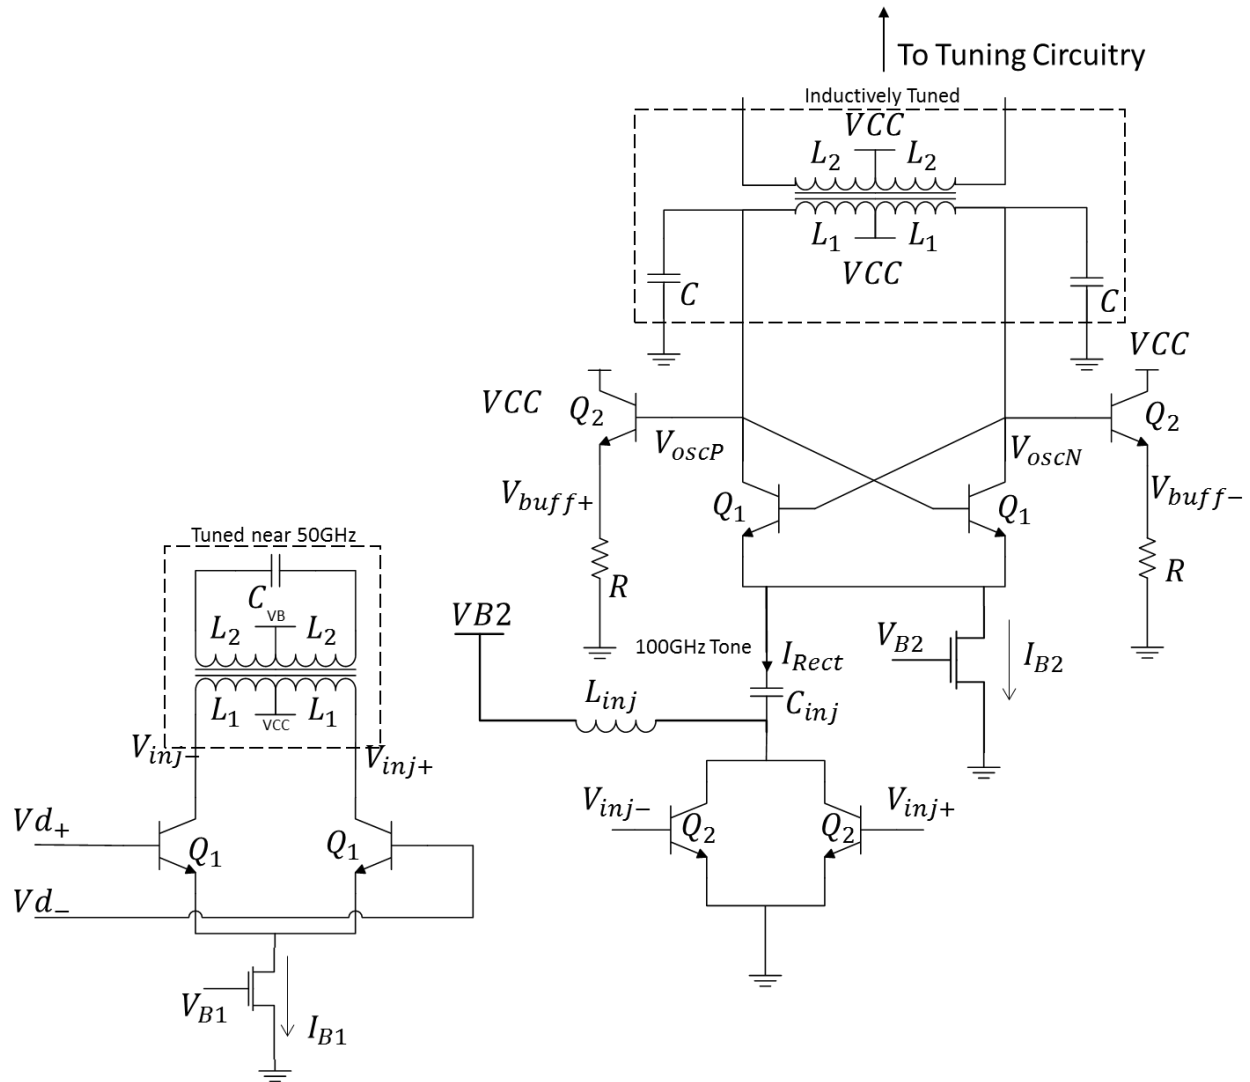 To Tuning Circuitry
Inductively Tuned
VCC
L2 L2
L1 L1
VCC
C
C
VCC
VCC
Q2
Q2
VoscP
VoscN
Vbuff+
Vbuff−
Q1
Q1
R
R
Tuned near 50GHz
C
VB
L2 L2
L1 L1
VCC
Vinj−
Vinj+
VB2
100GHz Tone
IRect
VB2
IB2
Linj
Cinj
Vinj−
Vinj+
Q2
Q2
Vd+
Q1
Q1
Vd−
VB1
IB1